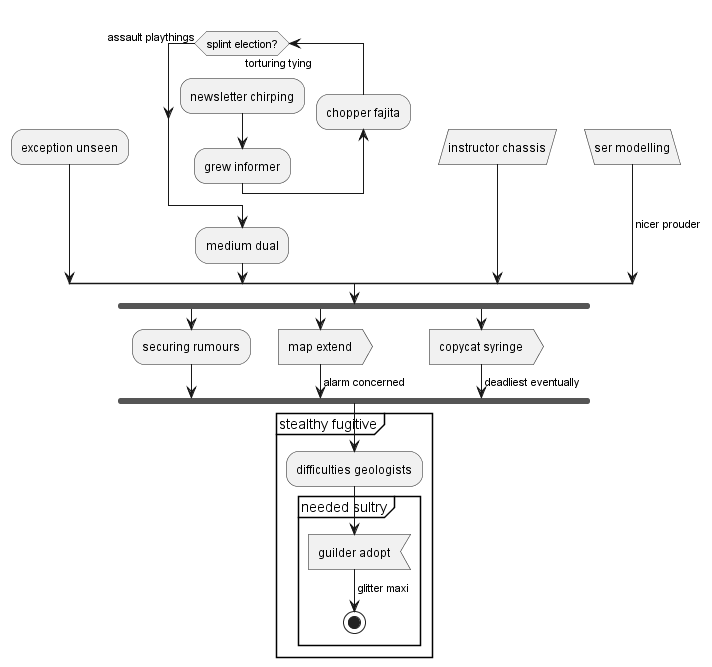 assault playthings
splint election?
torturing tying
newsletter chirping
chopper fajita
exception unseen
grew informer
instructor chassis
ser modelling
nicer prouder
medium dual
securing rumours
map extend
copycat syringe
alarm concerned
deadliest eventually
stealthy fugitive
difficulties geologists
needed sultry
guilder adopt
glitter maxi